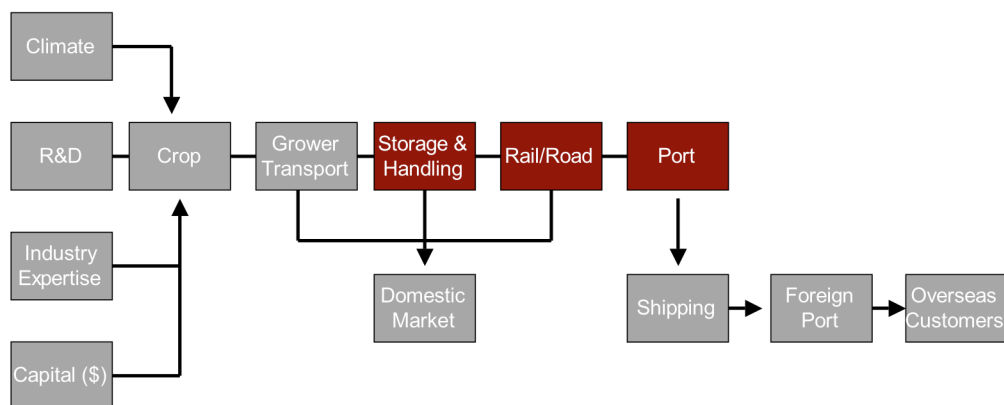 Climate
R&D
Crop
Grower
Transport
Storage &
Handling
Rail/Road
Port
Industry
Expertise
Domestic
Market
Shipping
Foreign
Port
Overseas
Customers
Capital ($)